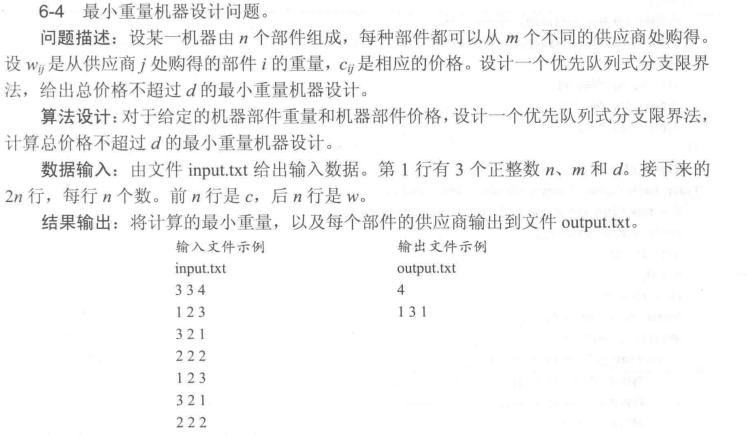 6-4 最小重量机器设计问题。
问题描述：设某一机器由 n 个部件组成，每种部件都可以从 m 个不同的供应商处购得。
设 wij 是从供应商 j 处购得的部件 i 的重量，cij 是相应的价格。设计一个优先队列式分支限界
法，给出总价格不超过 d 的最小重量机器设计。
算法设计：对于给定的机器部件重量和机器部件价格，设计一个优先队列式分支限界法，
计算总价格不超过 d 的最小重量机器设计。
数据输入：由文件 input.txt 给出输入数据。第 1 行有 3 个正整数 n、m 和 d。接下来的
2n 行，每行 n 个数。前 n 行是 c，后 n 行是 w。
结果输出：将计算的最小重量，以及每个部件的供应商输出到文件 output.txt。
输入文件示例 输出文件示例
input.txt output.txt
3 3 4 4
1 2 3 1 3 1
3 2 1
2 2 2
1 2 3
3 2 1
2 2 2